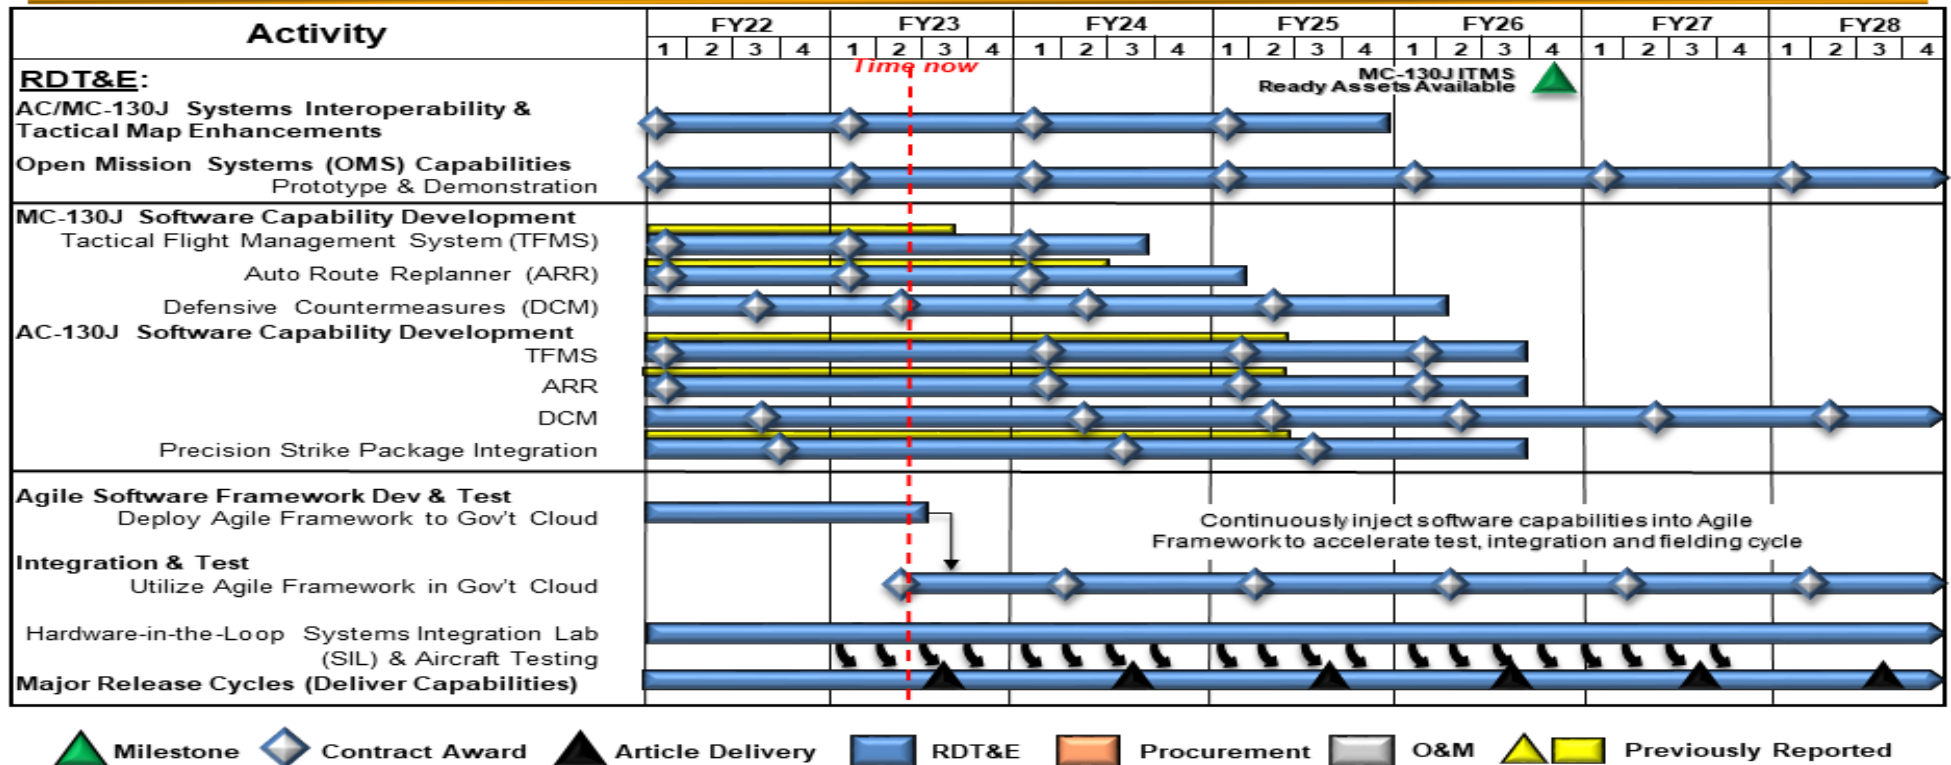 Activity
FY22 FY23 FY24 FY25 FY26 FY27 FY28
1 2 3 4 1 2 3 4 1 2 3 4 1 2 3 4 1 2 3 4 1 2 3 4 1 2 3 4
Time now
RDT&E:
MC-130J ITMS
Ready Assets Available
AC/MC-130J Systems Interoperability &
Tactical Map Enhancements
Open Mission Systems (OMS) Capabilities
Prototype & Demonstration
MC-130J Software Capability Development
Tactical Flight Management System (TFMS)
Auto Route Replanner (ARR)
Defensive Countermeasures (DCM)
AC-130J Software Capability Development
TFMS
ARR
DCM
Precision Strike Package Integration
Agile Software Framework Dev & Test
Deploy Agile Framework to Gov't Cloud
Continuously inject software capabilities into Agile
Framework to accelerate test, integration and fielding cycle
Integration & Test
Utilize Agile Framework in Gov't Cloud
Hardware-in-the-Loop Systems Integration Lab
(SIL) & Aircraft Testing
Major Release Cycles (Deliver Capabilities)
Milestone Contract Award Article Delivery RDT&E Procurement O&M Previously Reported